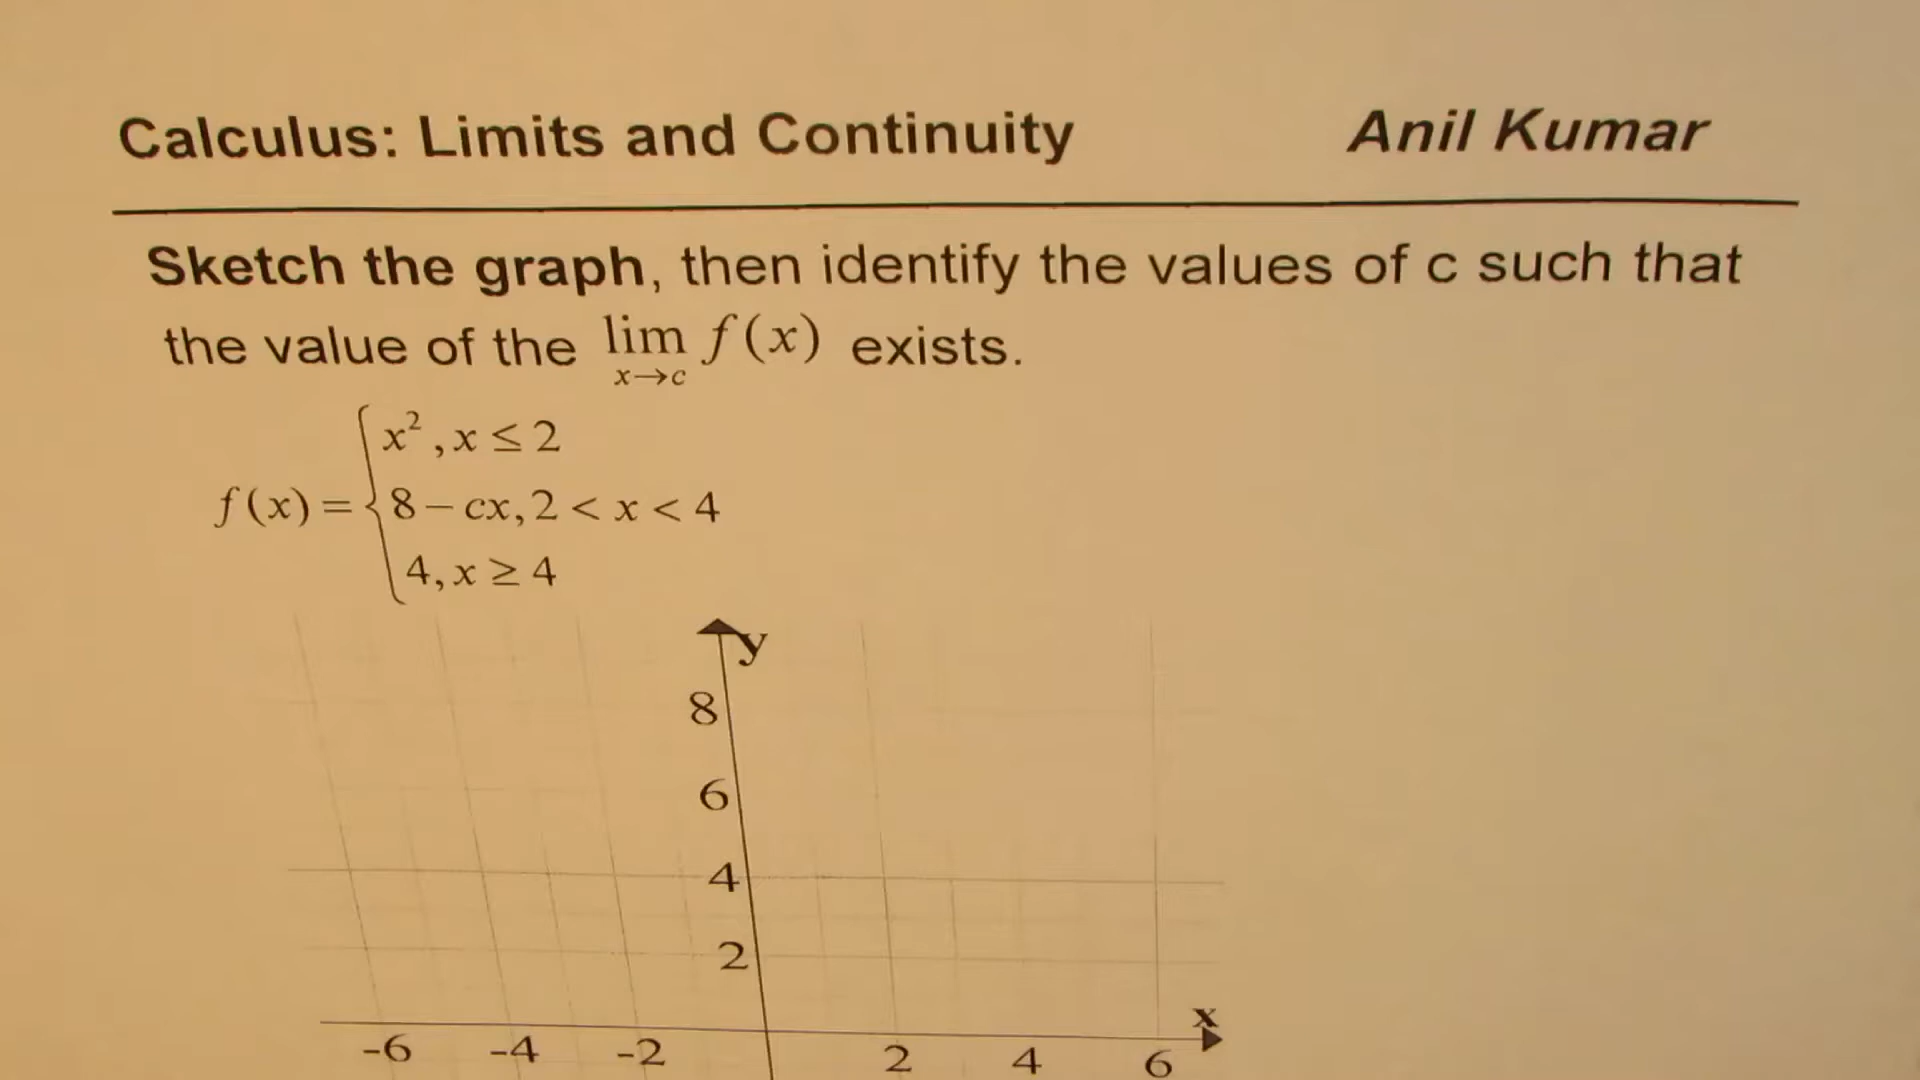 Calculus: Limits and Continuity Anil Kumar
Sketch the graph, then identify the values of c such that
the value of the lim f(x) exists.
x→c
x², x ≤ 2
f(x) = { 8 – cx, 2 < x < 4
4, x ≥ 4
y
8
6
4
2
x
-6 -4 -2 2 4 6